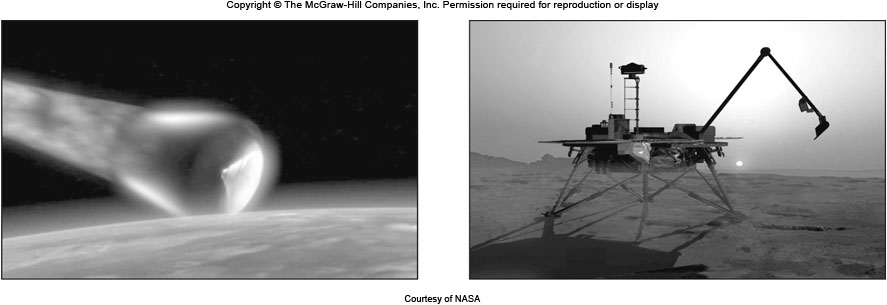 Copyright © The McGraw-Hill Companies, Inc. Permission required for reproduction or display
Courtesy of NASA